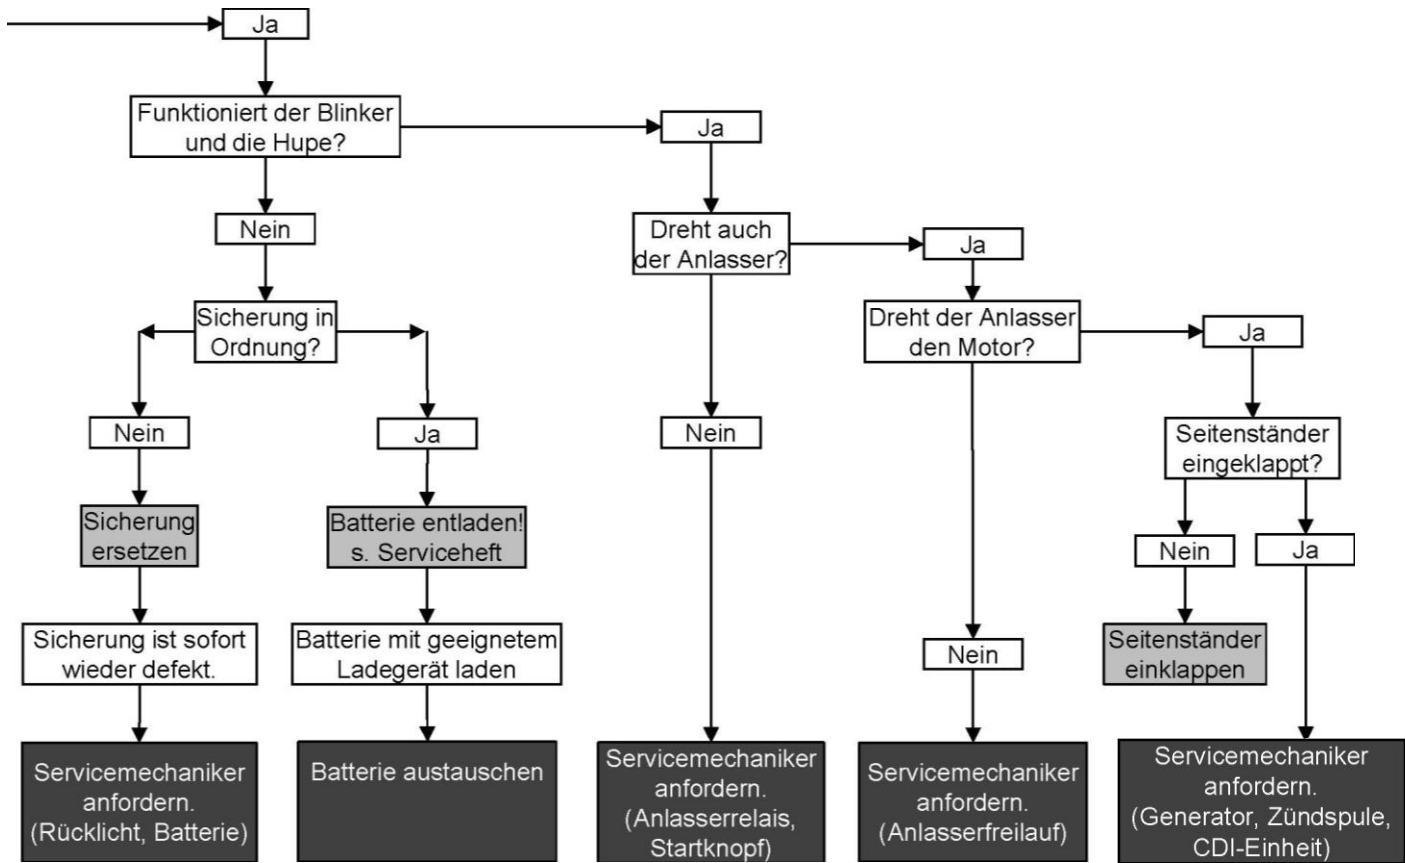 Ja
Funktioniert der Blinker
und die Hupe?
Ja
Nein
Dreht auch
der Anlasser?
Ja
Sicherung in
Ordnung?
Dreht der Anlasser
den Motor?
Ja
Nein
Ja
Nein
Seitenständer
eingeklappt?
Sicherung
ersetzen
Batterie entladen!
s. Serviceheft
Nein
Ja
Sicherung ist sofort
wieder defekt.
Batterie mit geeignetem
Ladegerät laden
Nein
Seitenständer
einklappen
Servicemechaniker
anfordern.
(Rücklicht, Batterie)
Batterie austauschen
Servicemechaniker
anfordern.
(Anlasserrelais,
Startknopf)
Servicemechaniker
anfordern.
(Anlasserfreilauf)
Servicemechaniker
anfordern.
(Generator, Zündspule,
CDI-Einheit)